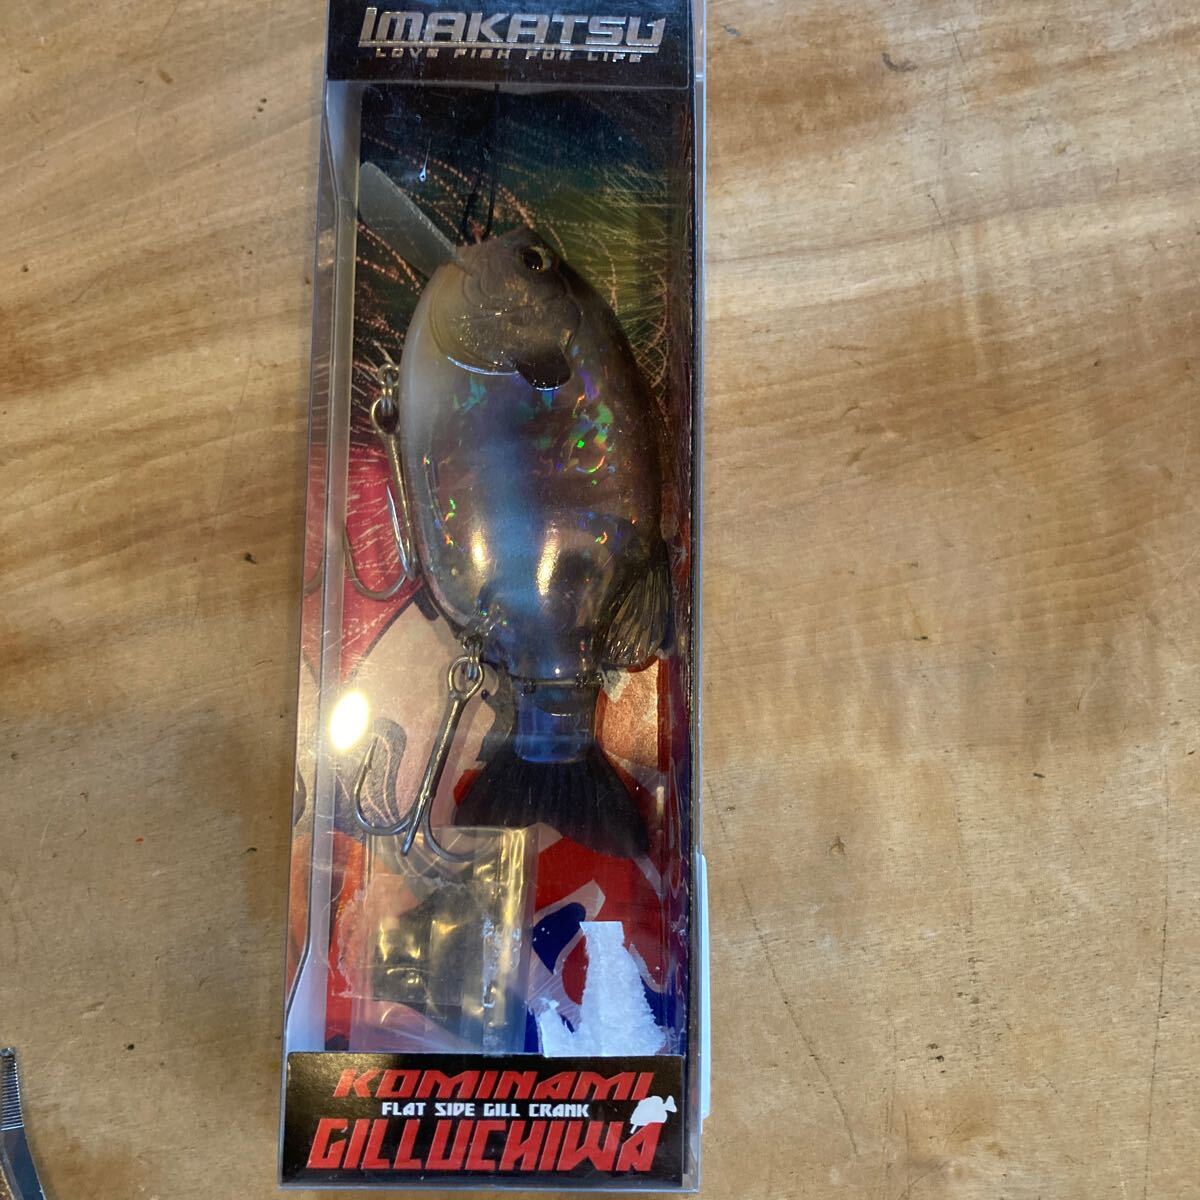 IMAKATSU
LOVE FISH FOR LIFE
KOMINAMI
FLAT SIDE GILL CRANK
GILLUCHIWA